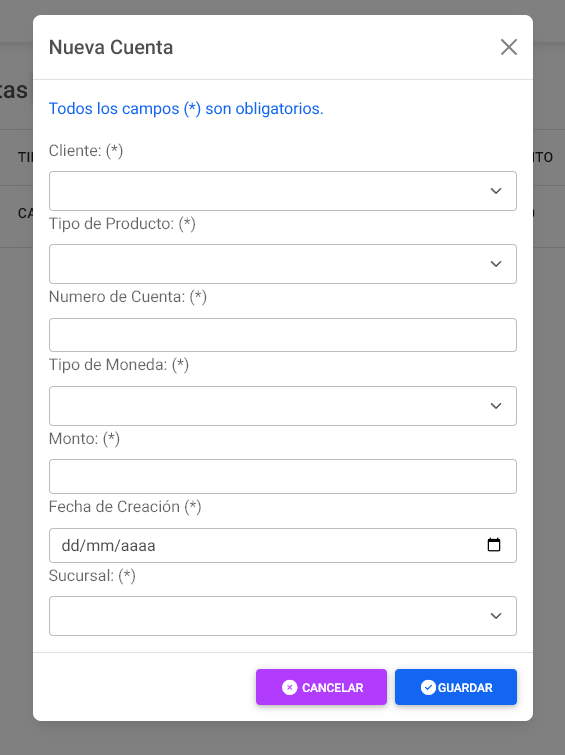 Nueva Cuenta
tas
Todos los campos (*) son obligatorios.
Cliente: (*)
Tipo de Producto: (*)
Numero de Cuenta: (*)
Tipo de Moneda: (*)
Monto: (*)
Fecha de Creación (*)
dd/mm/aaaa
Sucursal: (*)
CANCELAR
GUARDAR